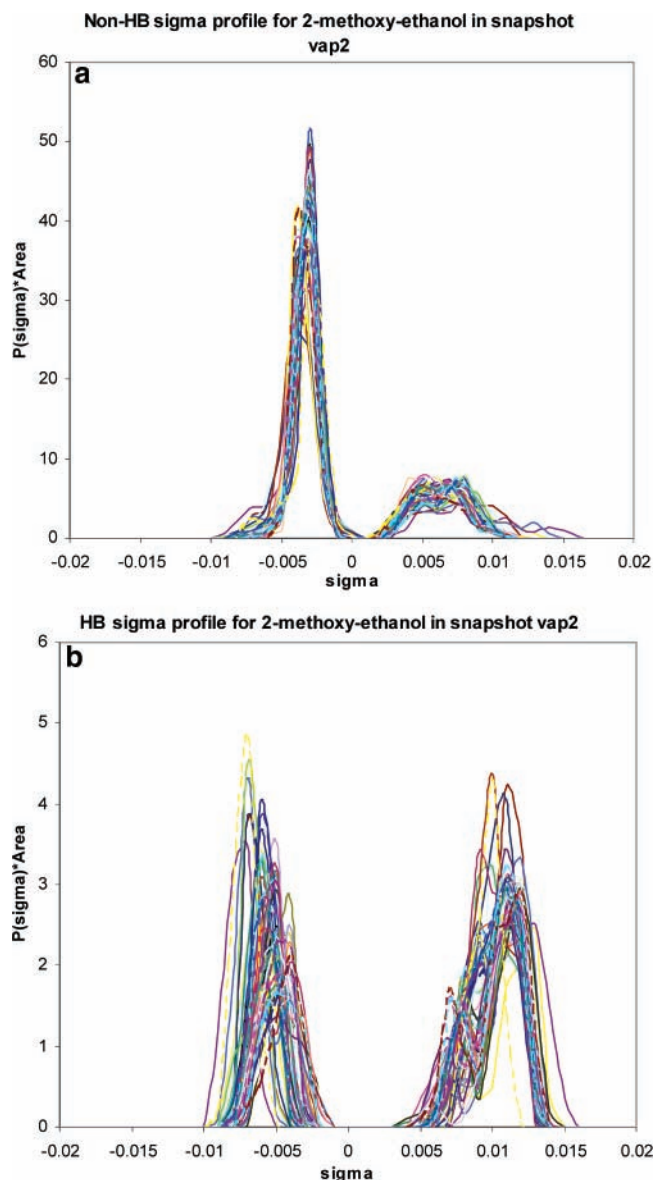 Non-HB sigma profile for 2-methoxy-ethanol in snapshot
vap2
a
60
50
40
30
20
10
0
P(sigma)*Area
-0.02 -0.015 -0.01 -0.005 0 0.005 0.01 0.015 0.02
sigma
HB sigma profile for 2-methoxy-ethanol in snapshot vap2
b
6
5
4
3
2
1
0
P(sigma)*Area
-0.02 -0.015 -0.01 -0.005 0 0.005 0.01 0.015 0.02
sigma